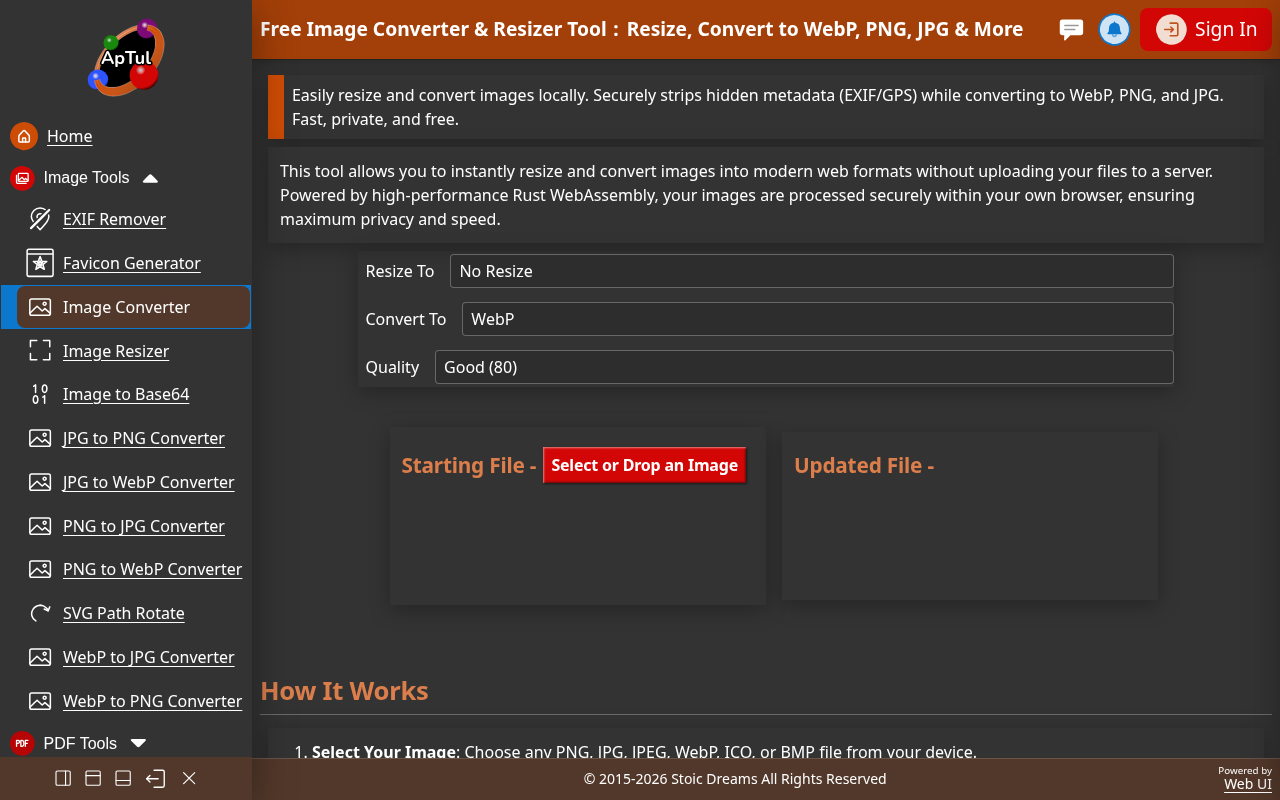 ApTul
Free Image Converter & Resizer Tool : Resize, Convert to WebP, PNG, JPG & More
Sign In
Home
Image Tools
EXIF Remover
Favicon Generator
Image Converter
Image Resizer
Image to Base64
JPG to PNG Converter
JPG to WebP Converter
PNG to JPG Converter
PNG to WebP Converter
SVG Path Rotate
WebP to JPG Converter
WebP to PNG Converter
PDF Tools
Easily resize and convert images locally. Securely strips hidden metadata (EXIF/GPS) while converting to WebP, PNG, and JPG.
Fast, private, and free.
This tool allows you to instantly resize and convert images into modern web formats without uploading your files to a server.
Powered by high-performance Rust WebAssembly, your images are processed securely within your own browser, ensuring
maximum privacy and speed.
Resize To No Resize
Convert To WebP
Quality Good (80)
Starting File - Select or Drop an Image
Updated File -
How It Works
1. Select Your Image: Choose any PNG, JPG, JPEG, WebP, ICO, or BMP file from your device.
© 2015-2026 Stoic Dreams All Rights Reserved
Powered by
Web UI